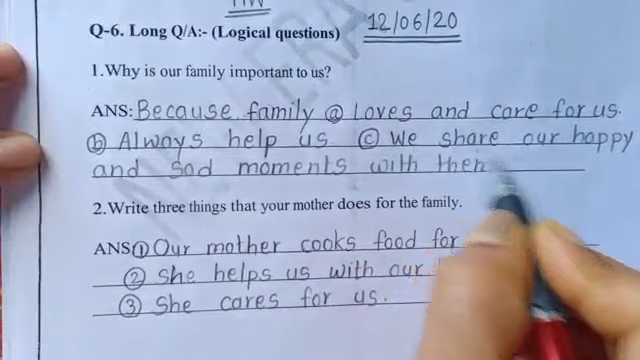 HW
Q-6. Long Q/A:- (Logical questions) 12/06/20
1.Why is our family important to us?
ANS: Because family ⓐ Loves and care for us.
ⓑ Always help us ⓒ We share our happy
and sad moments with them
2.Write three things that your mother does for the family.
ANS① Our mother cooks food for
② She helps us with our
③ She cares for us.